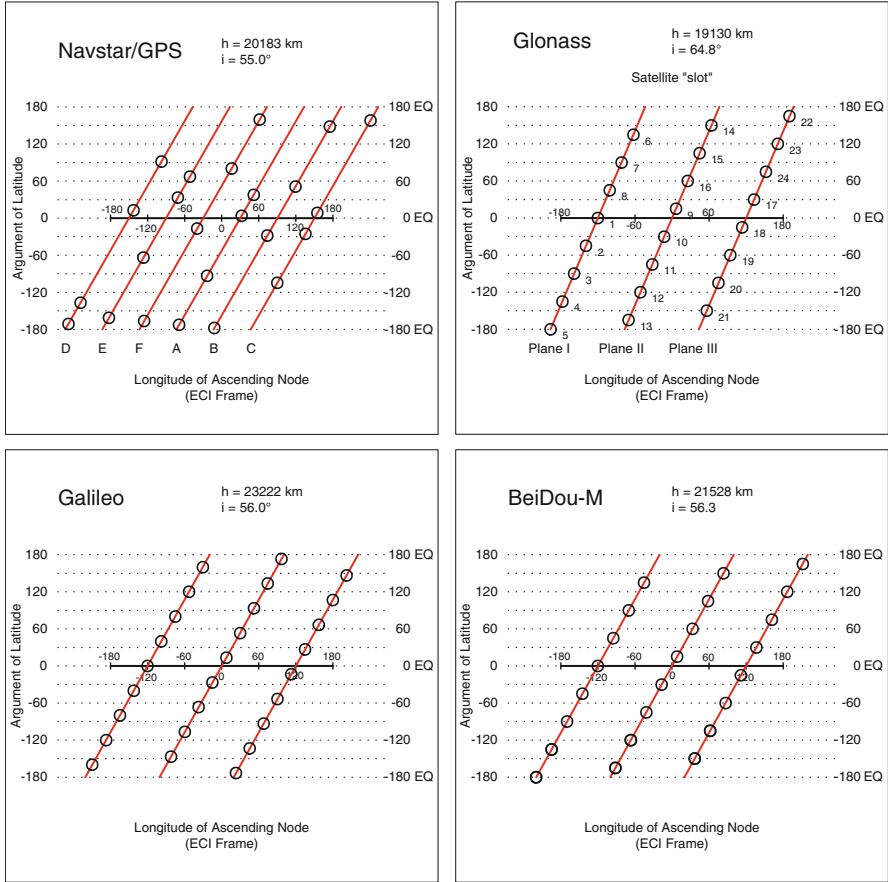 Navstar/GPS
h = 20183 km
i = 55.0°
180 180 EQ
120 120
60 60
-180 -60 60 180
0 0 EQ
-120 0 120
-60 -60
-120 -120
-180 -180 EQ
D E F A B C
Argument of Latitude
Longitude of Ascending Node
(ECI Frame)
Glonass
h = 19130 km
i = 64.8°
Satellite "slot"
180 180 EQ
22
6 14
120 23 120
7 15
24
60 16 60
8 17
-180 -60 9 60 180
0 0 EQ
1 18
10
2
-60 19 -60
11
3
20
-120 12 -120
4 21
13
-180 -180 EQ
5
Plane I Plane II Plane III
Argument of Latitude
Longitude of Ascending Node
(ECI Frame)
Galileo
h = 23222 km
i = 56.0°
180 180 EQ
120 120
60 60
-180 -60 60 180
0 0 EQ
-120 0 120
-60 -60
-120 -120
-180 -180 EQ
Argument of Latitude
Longitude of Ascending Node
(ECI Frame)
BeiDou-M
h = 21528 km
i = 56.3
180 180 EQ
120 120
60 60
-180 -60 60 180
0 0 EQ
-120 0 120
-60 -60
-120 -120
-180 -180 EQ
Argument of Latitude
Longitude of Ascending Node
(ECI Frame)